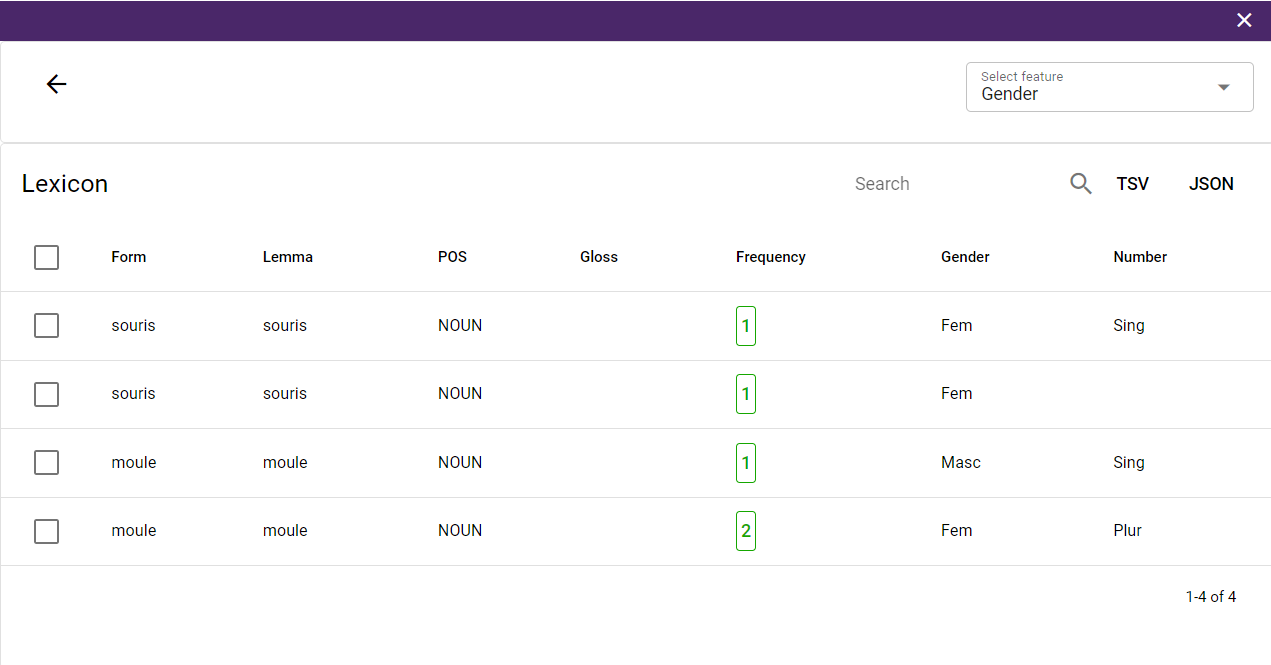 Select feature
Gender
Lexicon Search TSV JSON
Form Lemma POS Gloss Frequency Gender Number
souris souris NOUN 1 Fem Sing
souris souris NOUN 1 Fem
moule moule NOUN 1 Masc Sing
moule moule NOUN 2 Fem Plur
1-4 of 4